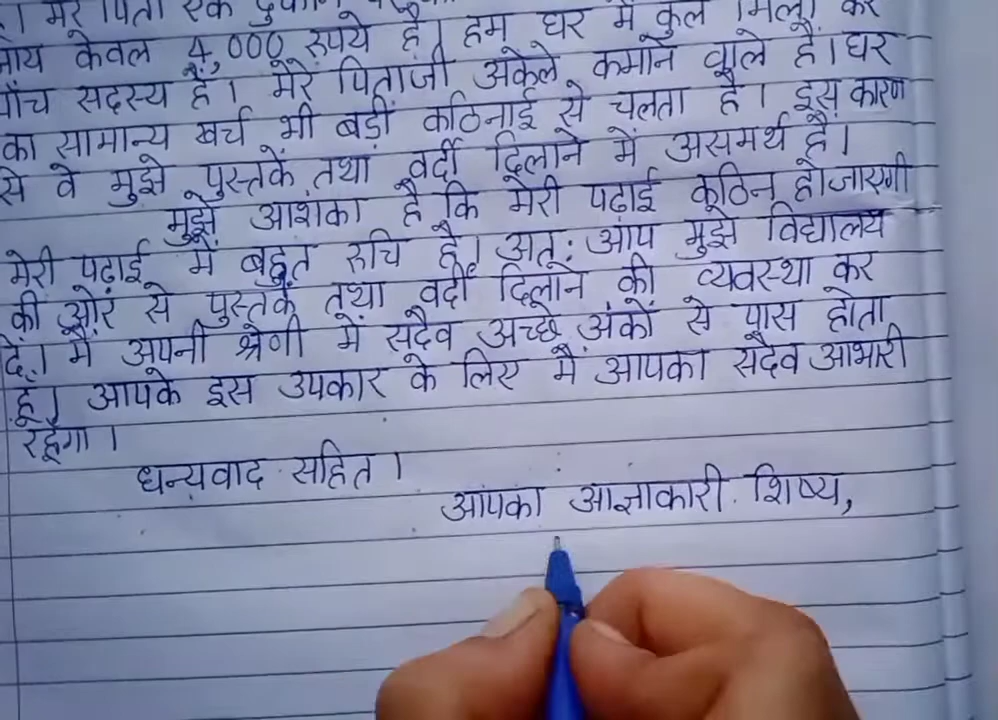 मेरे पिता एक दुकान
आय केवल 4,000 रुपये है। हम घर में कुल मिला कर
पाँच सदस्य हैं। मेरे पिताजी अकेले कमाने वाले हैं। घर
का सामान्य खर्च भी बड़ी कठिनाई से चलता है। इस कारण
से वे मुझे पुस्तकें तथा वर्दी दिलाने में असमर्थ हैं।
मुझे आशंका है कि मेरी पढ़ाई कठिन हो जाएगी
मेरी पढ़ाई में बहुत रुचि है। अत: आप मुझे विद्यालय
की ओर से पुस्तकें तथा वर्दी दिलाने की व्यवस्था कर
दें। मैं अपनी श्रेणी में सदैव अच्छे अंकों से पास होता
हूँ। आपके इस उपकार के लिए मैं आपका सदैव आभारी
रहूँगा।
धन्यवाद सहित।
आपका आज्ञाकारी शिष्य,